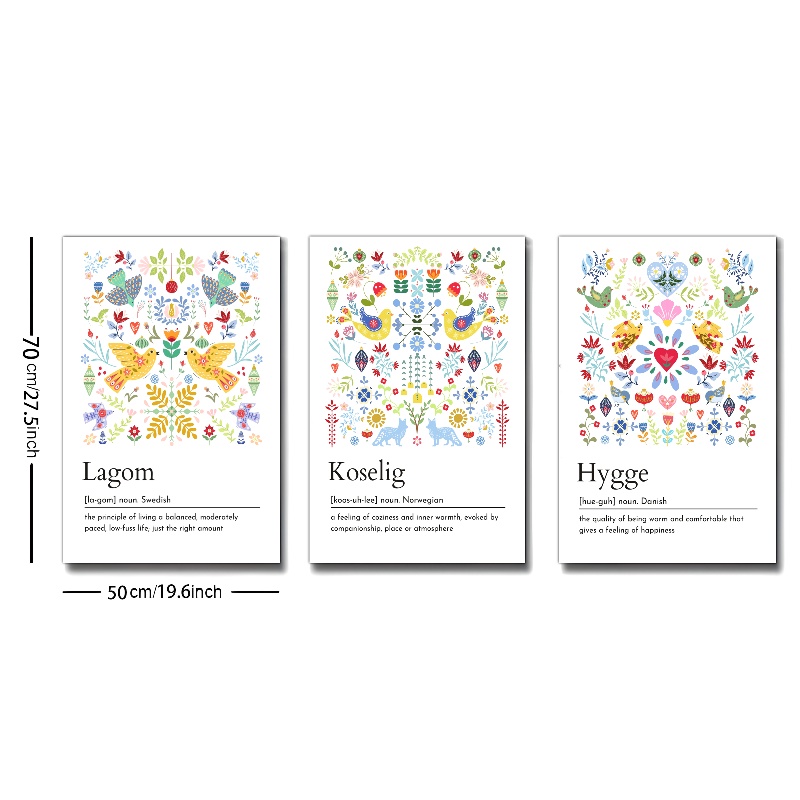 70 cm/27.5inch
50cm/19.6inch
Lagom
[la-gom] noun. Swedish
the principle of living a balanced, moderately
paced, low-fuss life; just the right amount
Koselig
[koos-uh-lee] noun. Norwegian
a feeling of coziness and inner warmth, evoked by
companionship, place or atmosphere
Hygge
[hue-guh] noun. Danish
the quality of being warm and comfortable that
gives a feeling of happiness